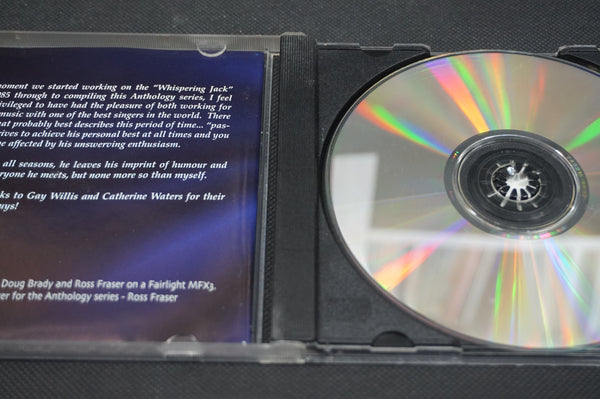 moment we started working on the "Whispering Jack"
985 through to compiling this Anthology series, I feel
ivileged to have had the pleasure of both working for
music with one of the best singers in the world. There
at probably best describes this period of time... "pas-
rives to achieve his personal best at all times and you
e affected by his unswerving enthusiasm.
all seasons, he leaves his imprint of humour and
eryone he meets, but none more so than myself.
ks to Gay Willis and Catherine Waters for their
uys!
Doug Brady and Ross Fraser on a Fairlight MFX3.
er for the Anthology series - Ross Fraser